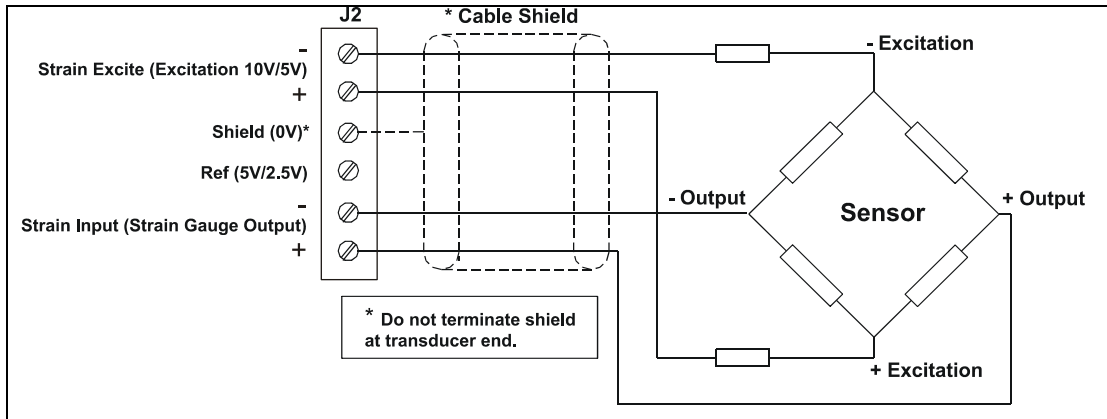 J2
* Cable Shield
-
Strain Excite (Excitation 10V/5V)
+
Shield (0V)*
Ref (5V/2.5V)
-
Strain Input (Strain Gauge Output)
+
- Excitation
- Output
Sensor
+ Output
+ Excitation
* Do not terminate shield
at transducer end.